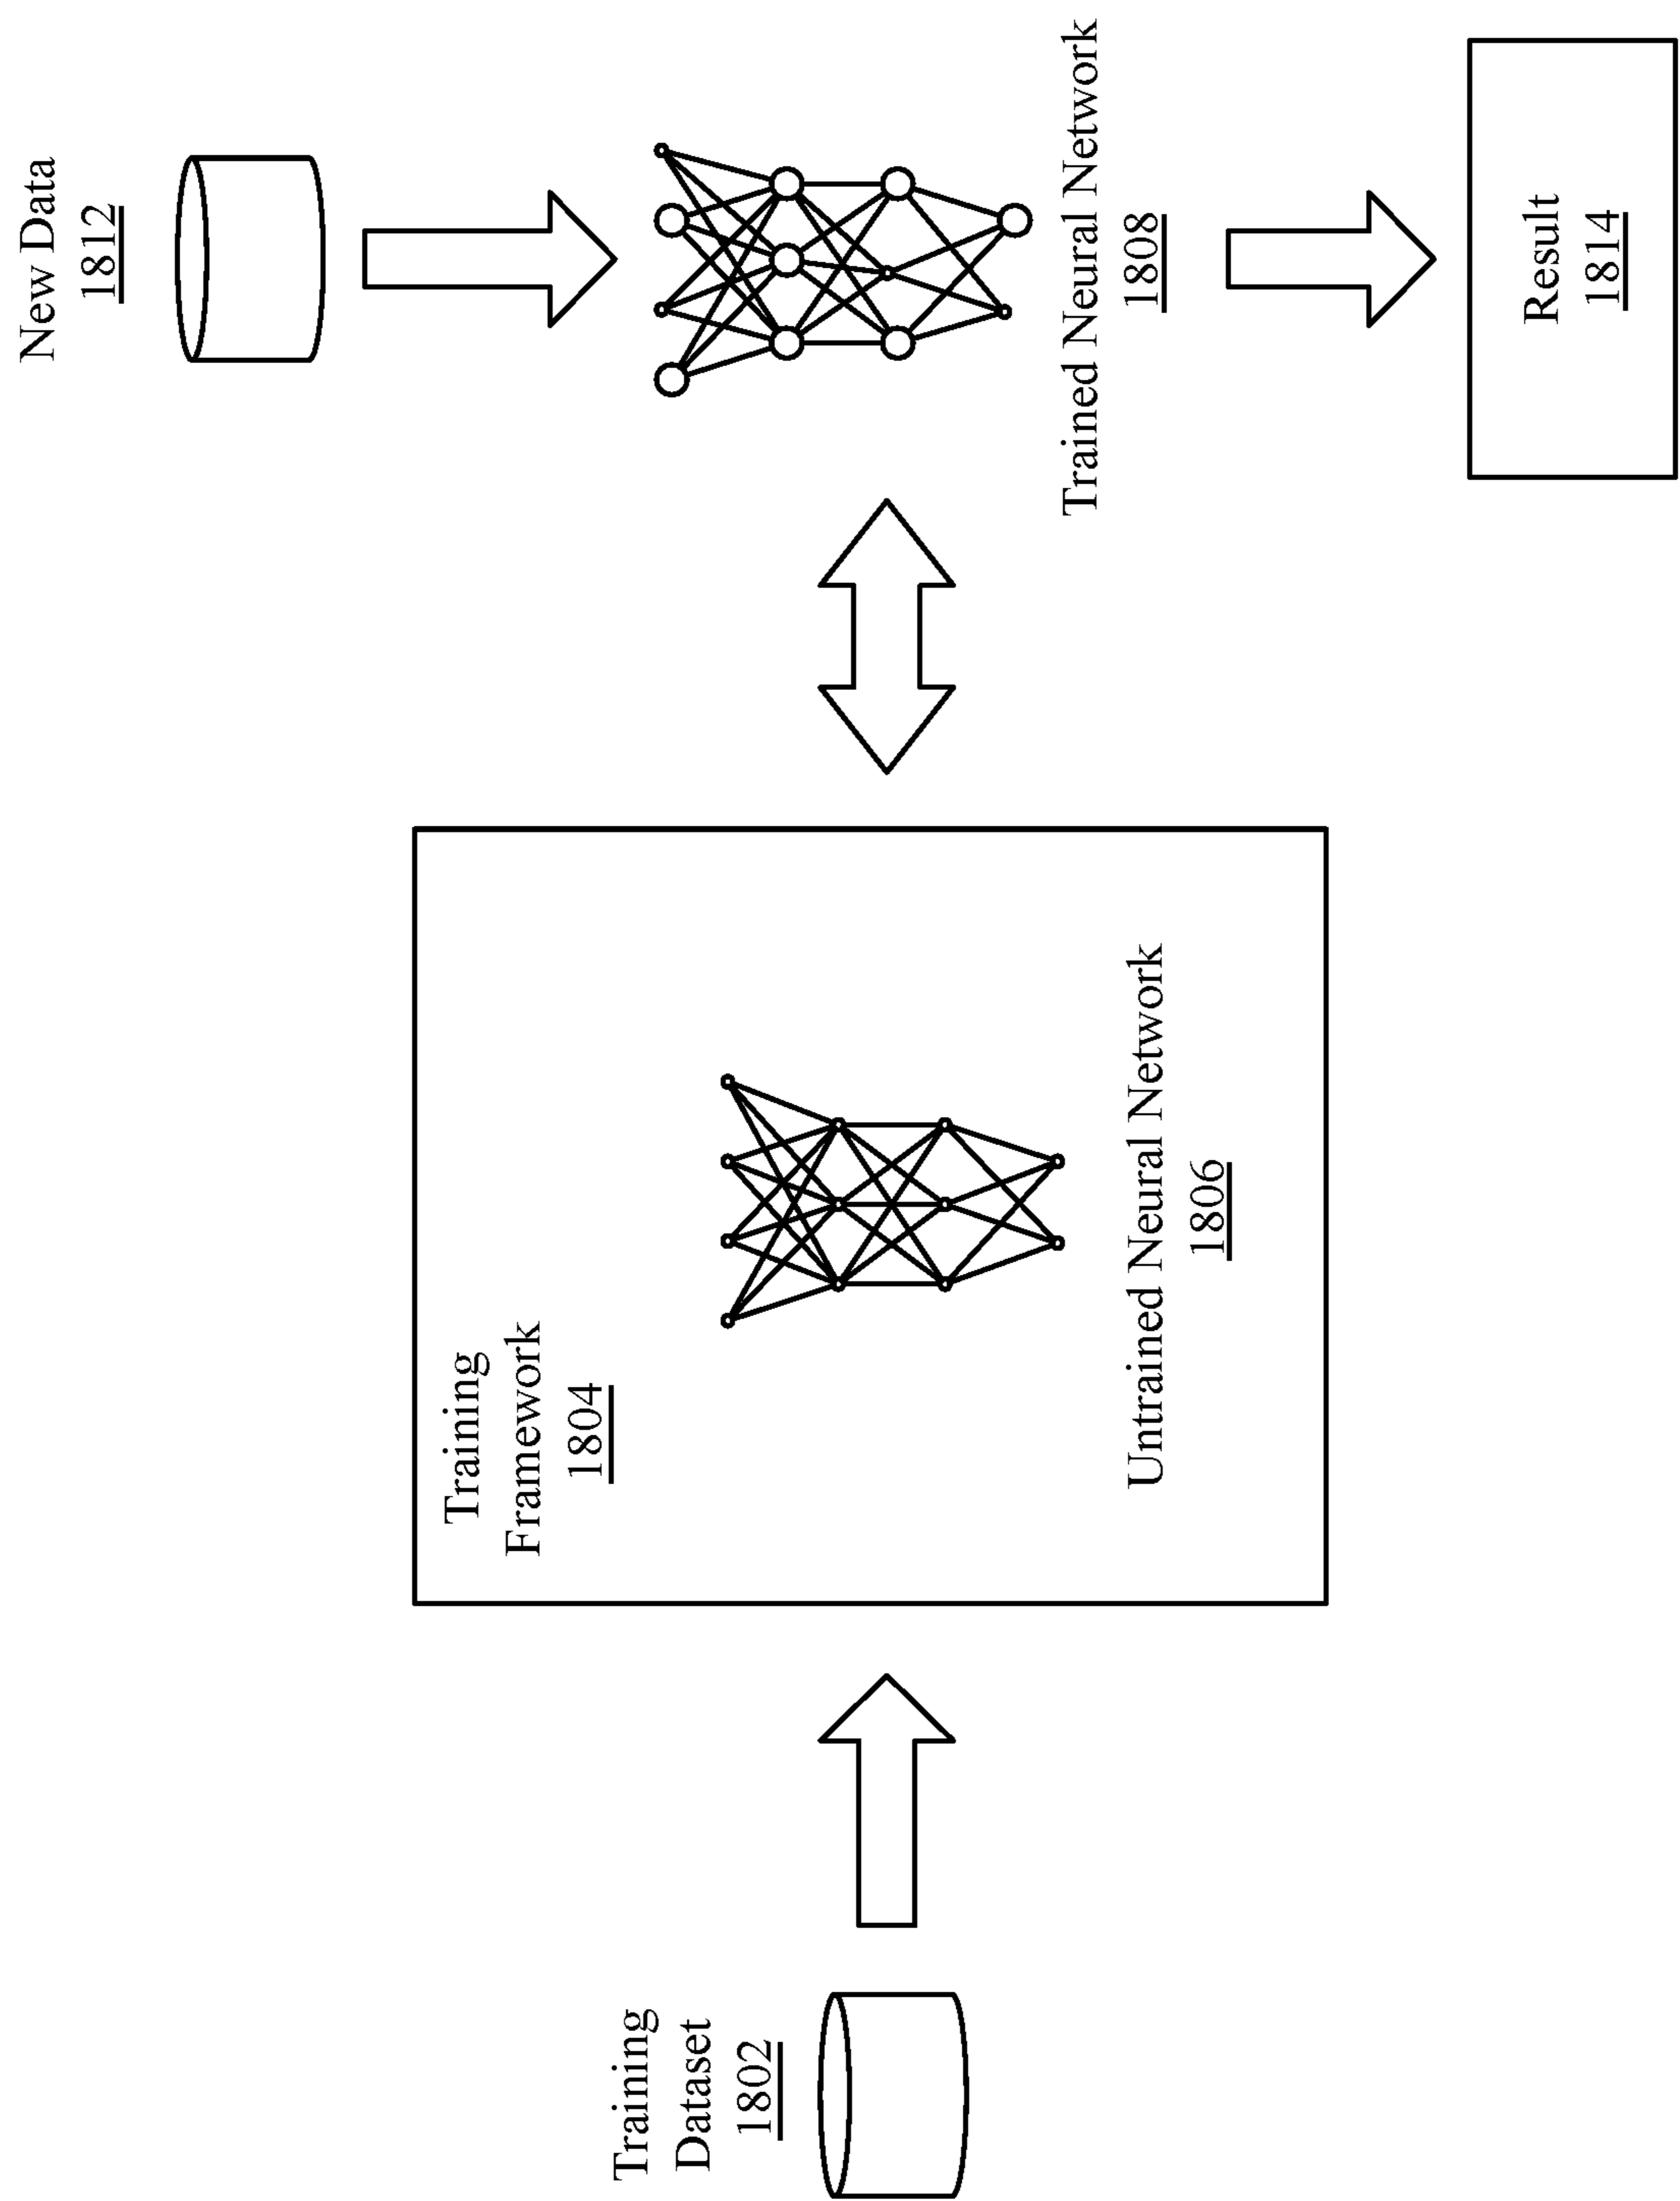 Training
Dataset
1802
Training
Framework
1804
Untrained Neural Network
1806
New Data
1812
Trained Neural Network
1808
Result
1814